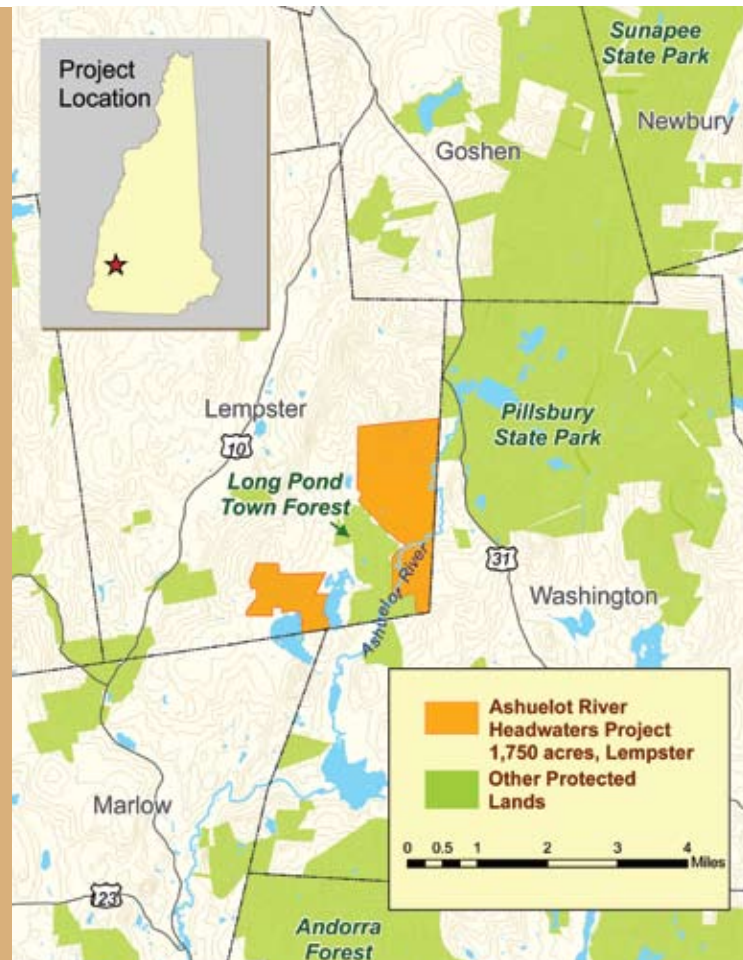 Project
Location
Sunapee
State Park
Newbury
Goshen
Lempster
10
Pillsbury
State Park
Long Pond
Town Forest
31
Ashuelot River
Washington
Ashuelot River
Headwaters Project
1,750 acres, Lempster
Other Protected
Lands
0 0.5 1 2 3 4
Miles
Marlow
123
Andorra
Forest